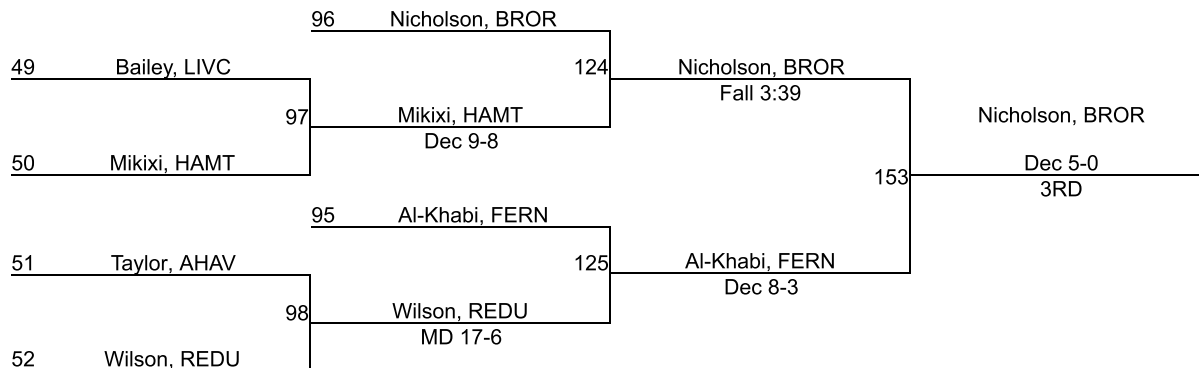 96 Nicholson, BROR
49 Bailey, LIVC
124 Nicholson, BROR
Fall 3:39
97 Mikixi, HAMT
Dec 9-8
Nicholson, BROR
50 Mikixi, HAMT
Dec 5-0
153
3RD
95 Al-Khabi, FERN
51 Taylor, AHAV
125 Al-Khabi, FERN
Dec 8-3
98 Wilson, REDU
MD 17-6
52 Wilson, REDU